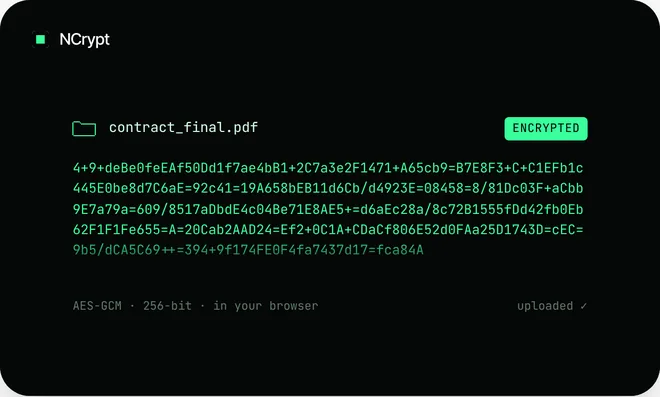 NCrypt
contract_final.pdf
ENCRYPTED
4+9+deBe0feEAf50Dd1f7ae4bB1+2C7a3e2F1471+A65cb9=B7E8F3+C+C1EFb1c
445E0be8d7C6aE=92c41=19A658bEB11d6Cb/d4923E=08458=8/81Dc03F+aCbb
9E7a79a=609/8517aDbdE4c04Be71E8AE5+=d6aEc28a/8c72B1555fDd42fb0Eb
62F1F1Fe655=A=20Cab2AAD24=Ef2+0C1A+CDaCf806E52d0FAa25D1743D=cEC=
9b5/dCA5C69++=394+9f174FE0F4fa7437d17=fca84A
AES-GCM · 256-bit · in your browser
uploaded ✓